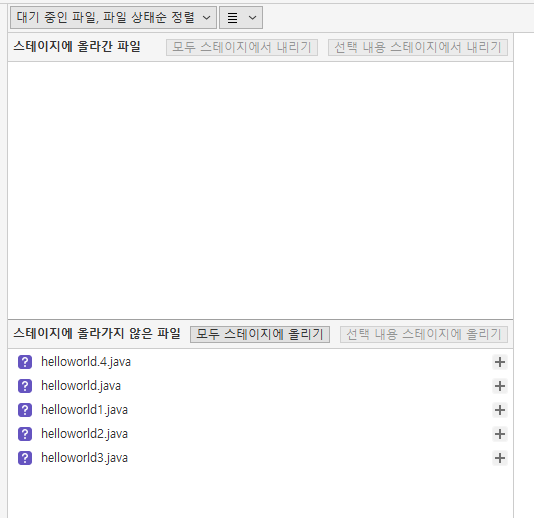 대기 중인 파일, 파일 상태순 정렬
스테이지에 올라간 파일 모두 스테이지에서 내리기 선택 내용 스테이지에서 내리기
스테이지에 올라가지 않은 파일 모두 스테이지에 올리기 선택 내용 스테이지에 올리기
? helloworld.4.java +
? helloworld.java +
? helloworld1.java +
? helloworld2.java +
? helloworld3.java +